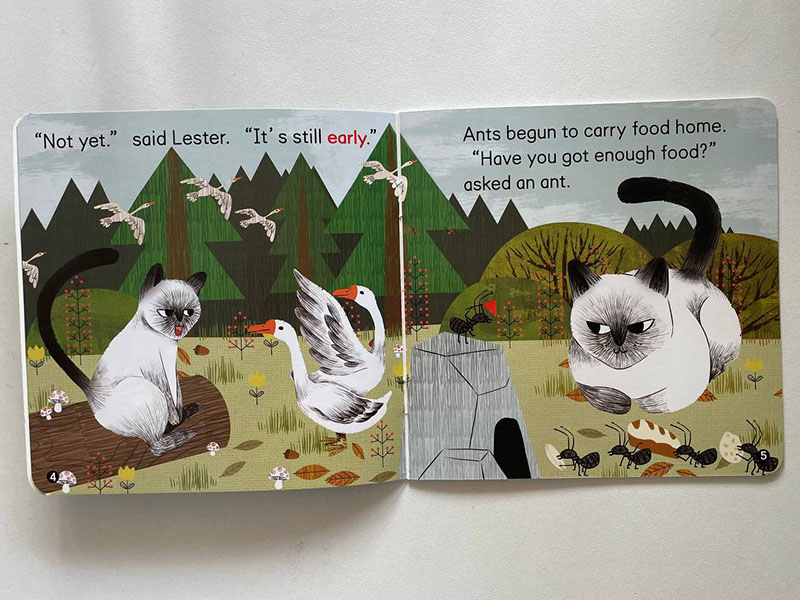 “Not yet.” said Lester. “It’ s still early.”
4
Ants begun to carry food home.
“Have you got enough food?”
asked an ant.
5